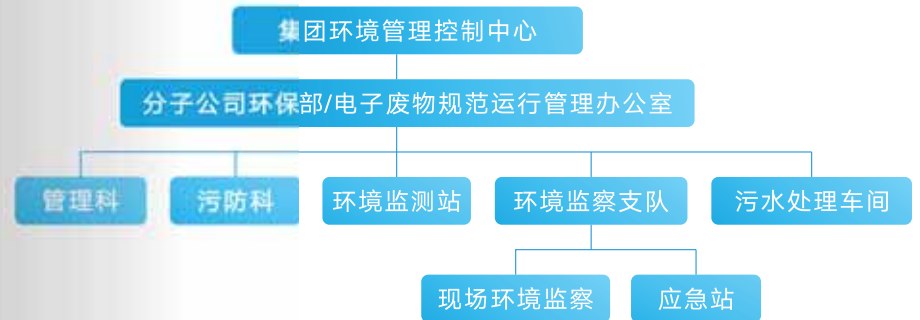 集团环境管理控制中心
分子公司环保部/电子废物规范运行管理办公室
管理科
污防科
环境监测站
环境监察支队
污水处理车间
现场环境监察
应急站